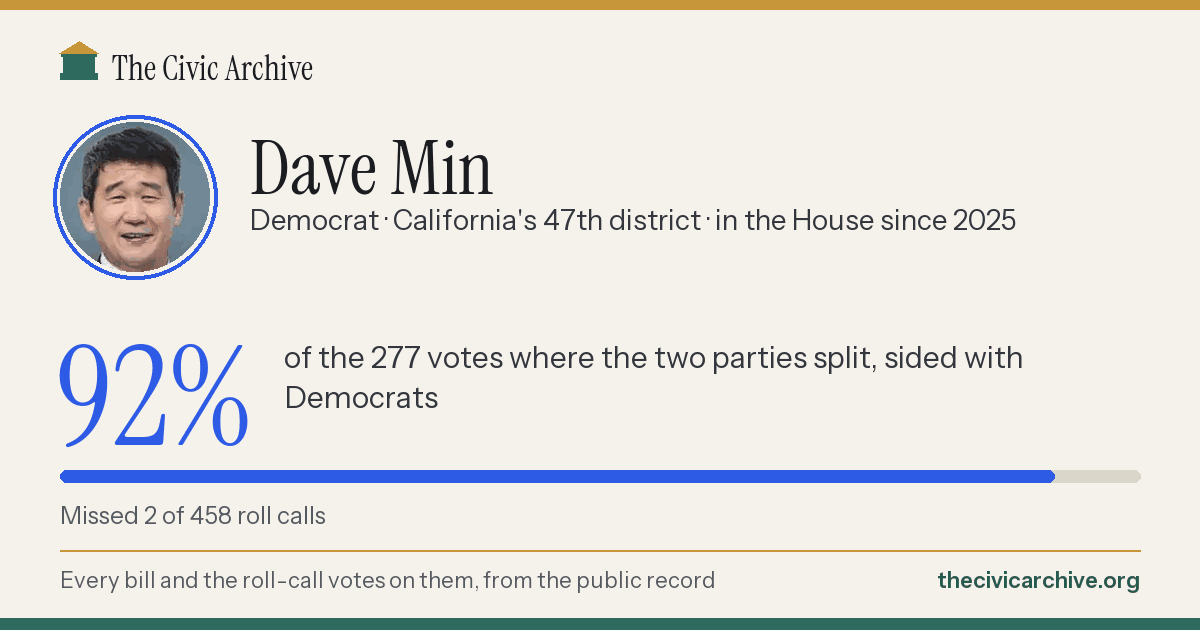 The Civic Archive
Dave Min
Democrat · California's 47th district · in the House since 2025
92%
of the 277 votes where the two parties split, sided with
Democrats
Missed 2 of 458 roll calls
Every bill and the roll-call votes on them, from the public record
thecivicarchive.org